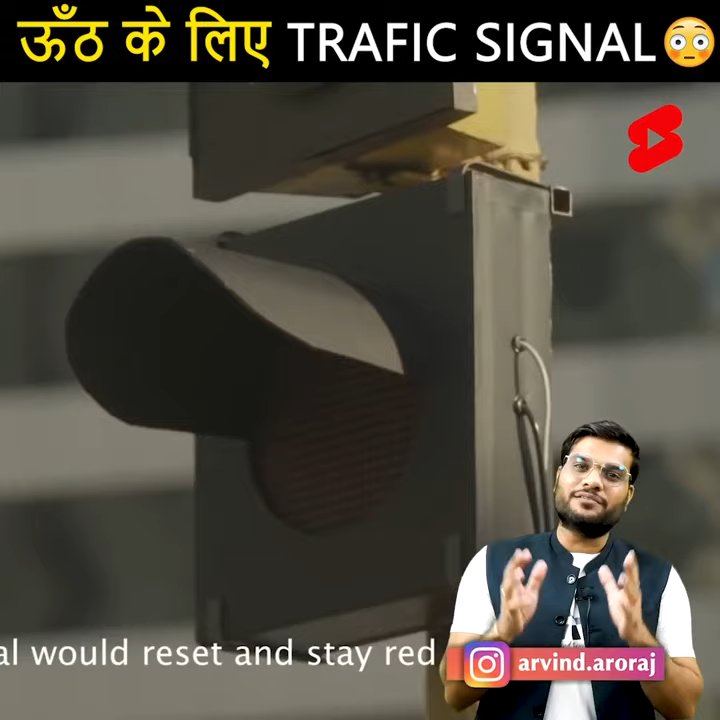 ऊँठ के लिए TRAFIC SIGNAL😳
al would reset and stay red
arvind.aroraj